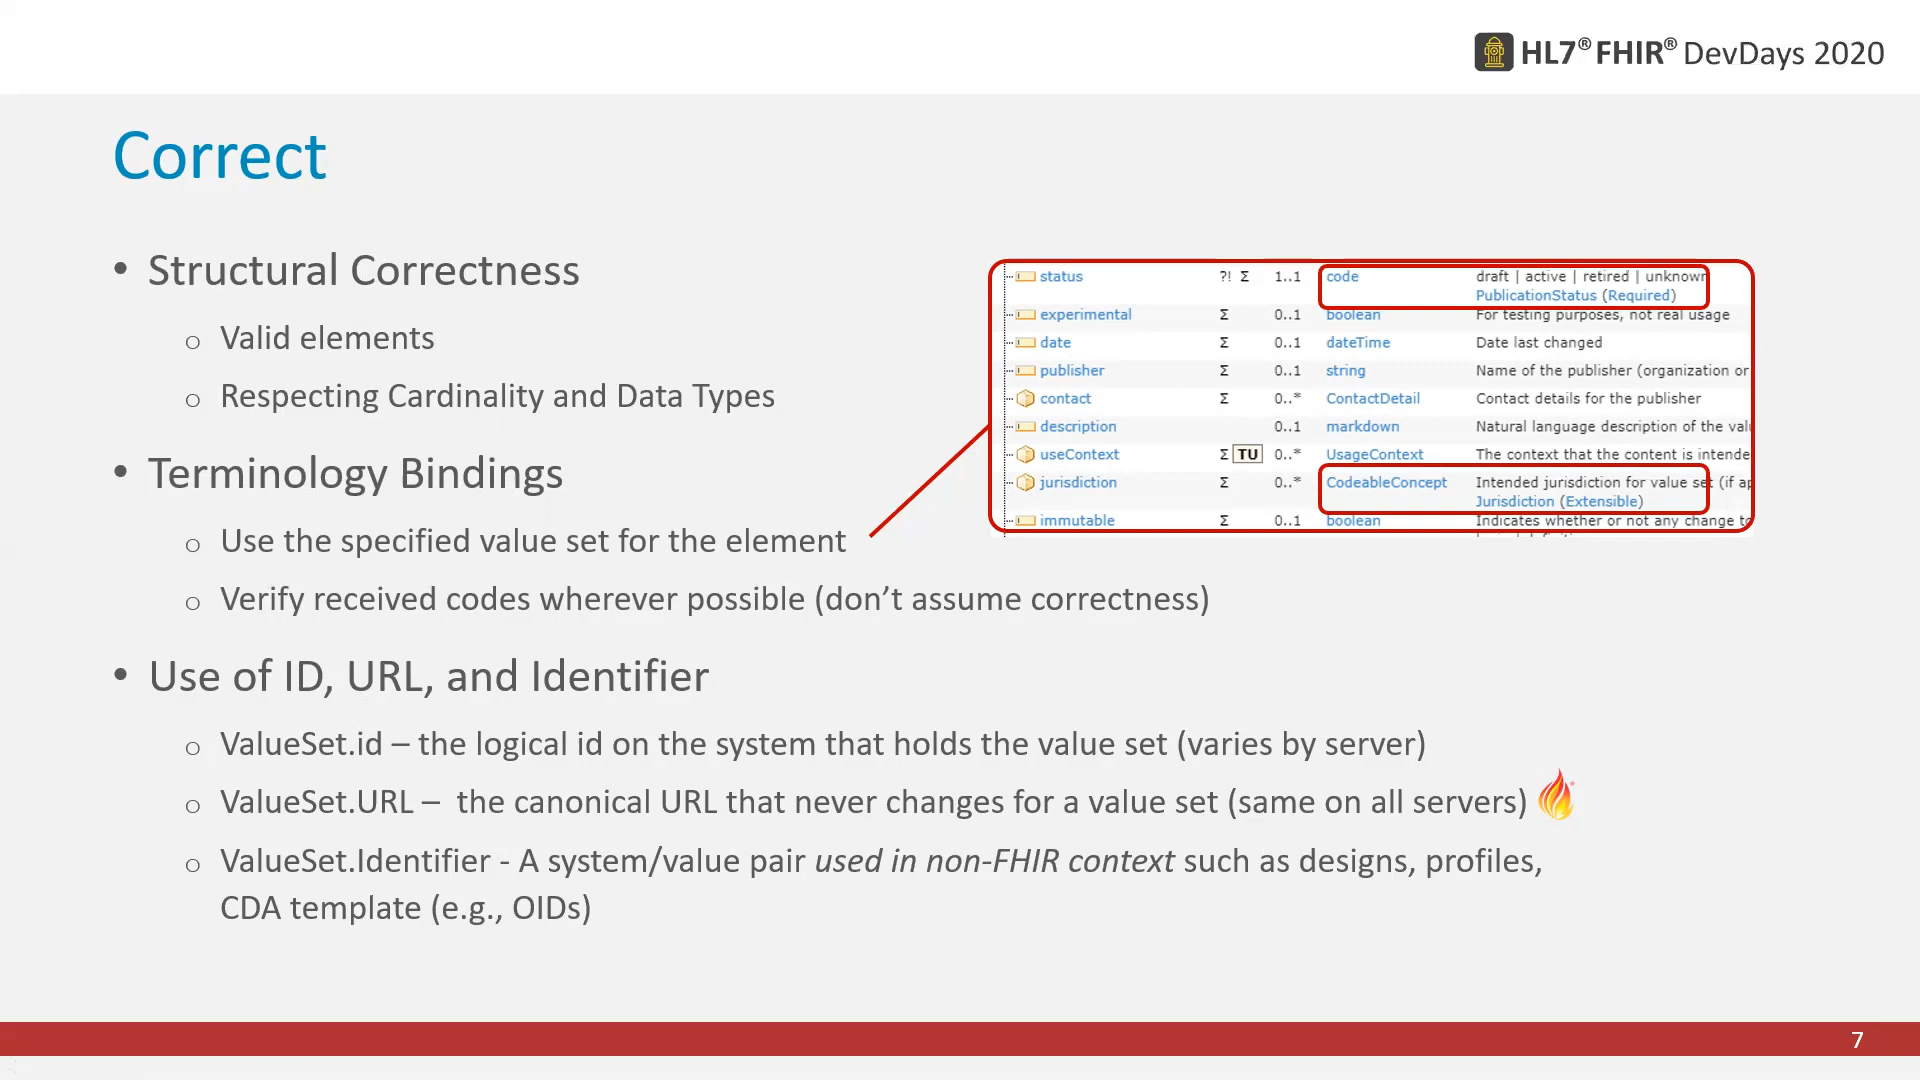 HL7® FHIR® DevDays 2020
Correct
• Structural Correctness
o Valid elements
o Respecting Cardinality and Data Types
• Terminology Bindings
o Use the specified value set for the element
o Verify received codes wherever possible (don’t assume correctness)
• Use of ID, URL, and Identifier
o ValueSet.id – the logical id on the system that holds the value set (varies by server)
o ValueSet.URL – the canonical URL that never changes for a value set (same on all servers)
o ValueSet.Identifier - A system/value pair used in non-FHIR context such as designs, profiles,
CDA template (e.g., OIDs)
status ?! Σ 1..1 code draft | active | retired | unknown
PublicationStatus (Required)
experimental Σ 0..1 boolean For testing purposes, not real usage
date Σ 0..1 dateTime Date last changed
publisher Σ 0..1 string Name of the publisher (organization or
contact Σ 0..* ContactDetail Contact details for the publisher
description 0..1 markdown Natural language description of the
useContext Σ TU 0..* UsageContext The context that the content is
jurisdiction Σ 0..* CodeableConcept Intended jurisdiction for value set (if
Jurisdiction (Extensible)
immutable Σ 0..1 boolean Indicates whether or not any change
7